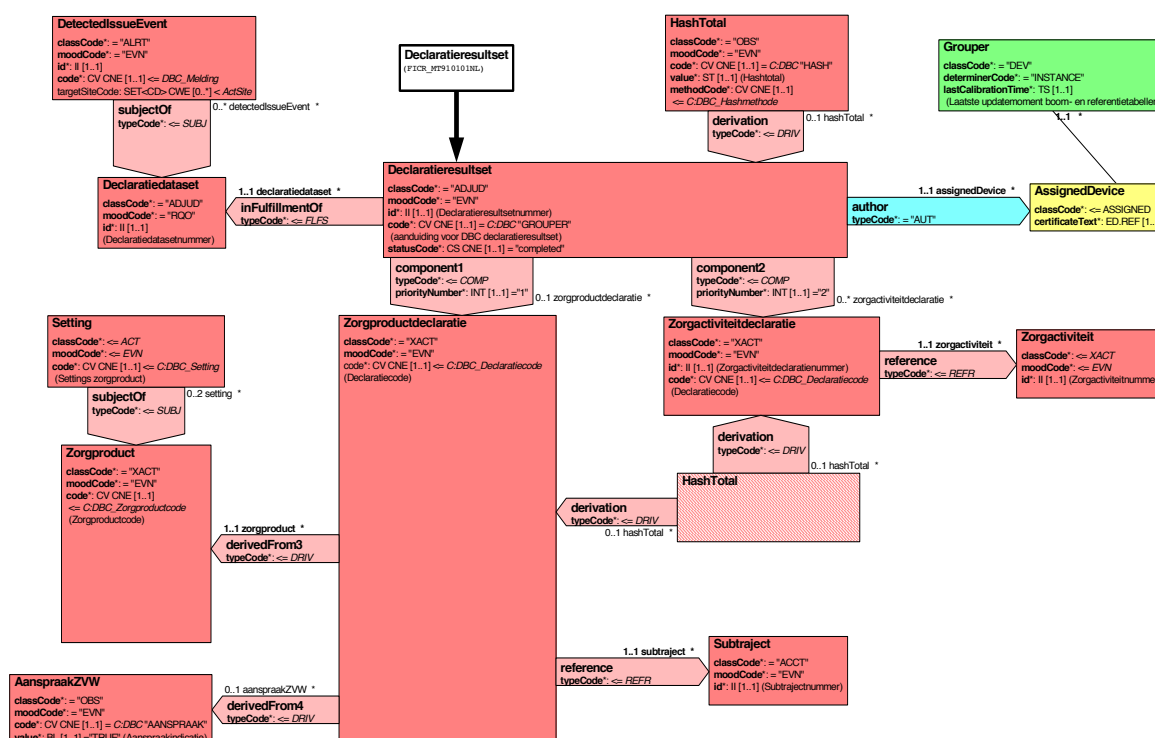 DetectedIssueEvent
classCode*: = "ALRT"
moodCode*: = "EVN"
id*: II [1..1]
code*: CV CNE [1..1] <= DBC_Melding
targetSiteCode: SET<CD> CWE [0..*] < ActSite
subjectOf
typeCode*: <= SUBJ
0..* detectedIssueEvent *
Declaratieresultset
(FICR_MT910101NL)
HashTotal
classCode*: = "OBS"
moodCode*: = "EVN"
code*: CV CNE [1..1] = C:DBC "HASH"
value*: ST [1..1] (Hashtotal)
methodCode*: CV CNE [1..1]
<= C:DBC_Hashmethode
derivation
typeCode*: <= DRIV
0..1 hashTotal *
Grouper
classCode*: = "DEV"
determinerCode*: = "INSTANCE"
lastCalibrationTime*: TS [1..1]
(Laatste updatemoment boom- en referentietabellen
1..1 *
Declaratiedataset
classCode*: = "ADJUD"
moodCode*: = "RQO"
id*: II [1..1]
(Declaratiedatasetnummer)
1..1 declaratiedataset *
inFulfillmentOf
typeCode*: <= FLFS
Declaratieresultset
classCode*: = "ADJUD"
moodCode*: = "EVN"
id*: II [1..1] (Declaratieresultsetnummer)
code*: CV CNE [1..1] = C:DBC "GROUPER"
(aanduiding voor DBC declaratieresultset)
statusCode*: CS CNE [1..1] = "completed"
1..1 assignedDevice *
author
typeCode*: = "AUT"
AssignedDevice
classCode*: <= ASSIGNED
certificateText*: ED.REF [1..
component1
typeCode*: <= COMP
priorityNumber*: INT [1..1] ="1"
0..1 zorgproductdeclaratie *
component2
typeCode*: <= COMP
priorityNumber*: INT [1..1] ="2"
0..* zorgactiviteitdeclaratie *
Setting
classCode*: <= ACT
moodCode*: <= EVN
code*: CV CNE [1..1] <= C:DBC_Setting
(Settings zorgproduct)
subjectOf
typeCode*: <= SUBJ
0..2 setting *
Zorgproductdeclaratie
classCode*: = "XACT"
moodCode*: = "EVN"
code*: CV CNE [1..1] <= C:DBC_Declaratiecode
(Declaratiecode)
Zorgactiviteitdeclaratie
classCode*: = "XACT"
moodCode*: = "EVN"
id*: II [1..1] (Zorgactiviteitdeclaratienummer)
code*: CV CNE [1..1] <= C:DBC_Declaratiecode
(Declaratiecode)
1..1 zorgactiviteit *
reference
typeCode*: <= REFR
Zorgactiviteit
classCode*: <= XACT
moodCode*: <= EVN
id*: II [1..1] (Zorgactiviteitnumme
derivation
typeCode*: <= DRIV
0..1 hashTotal *
HashTotal
derivation
typeCode*: <= DRIV
0..1 hashTotal *
Zorgproduct
classCode*: = "XACT"
moodCode*: = "EVN"
code*: CV CNE [1..1]
<= C:DBC_Zorgproductcode
(Zorgproductcode)
1..1 zorgproduct *
derivedFrom3
typeCode*: <= DRIV
1..1 subtraject *
reference
typeCode*: <= REFR
Subtraject
classCode*: = "ACCT"
moodCode*: = "EVN"
id*: II [1..1] (Subtrajectnummer)
AanspraakZVW
classCode*: = "OBS"
moodCode*: = "EVN"
code*: CV CNE [1..1] = C:DBC "AANSPRAAK"
value*: BL [1..1] ="TRUE" (Aanspraakindicatie)
0..1 aanspraakZVW *
derivedFrom4
typeCode*: <= DRIV